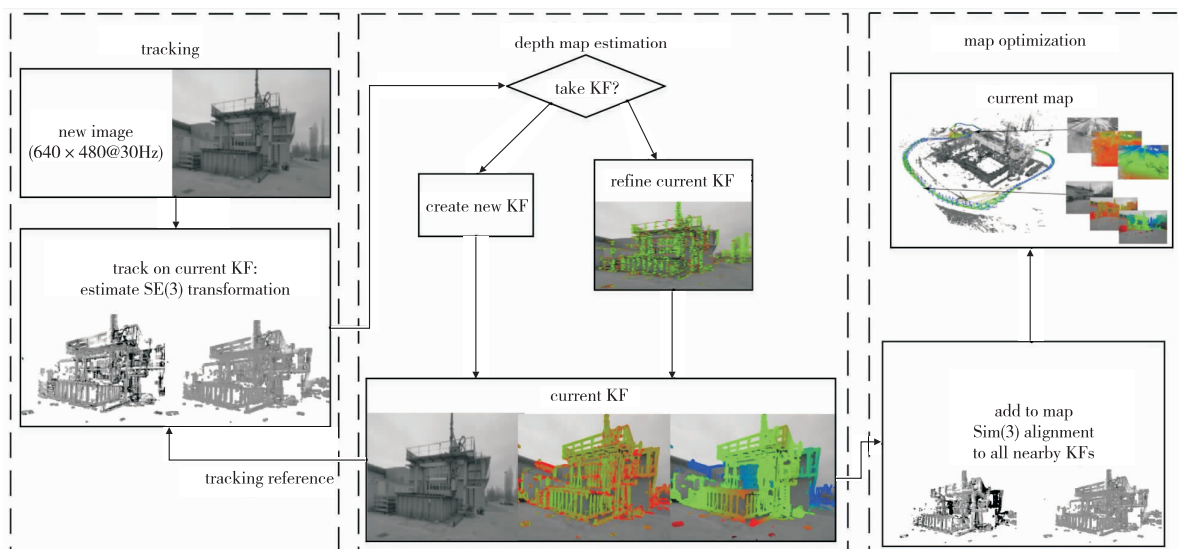 tracking
new image
(640 × 480@30Hz)
track on current KF:
estimate SE(3) transformation
tracking reference
depth map estimation
take KF?
create new KF
refine current KF
current KF
map optimization
current map
add to map
Sim(3) alignment
to all nearby KFs